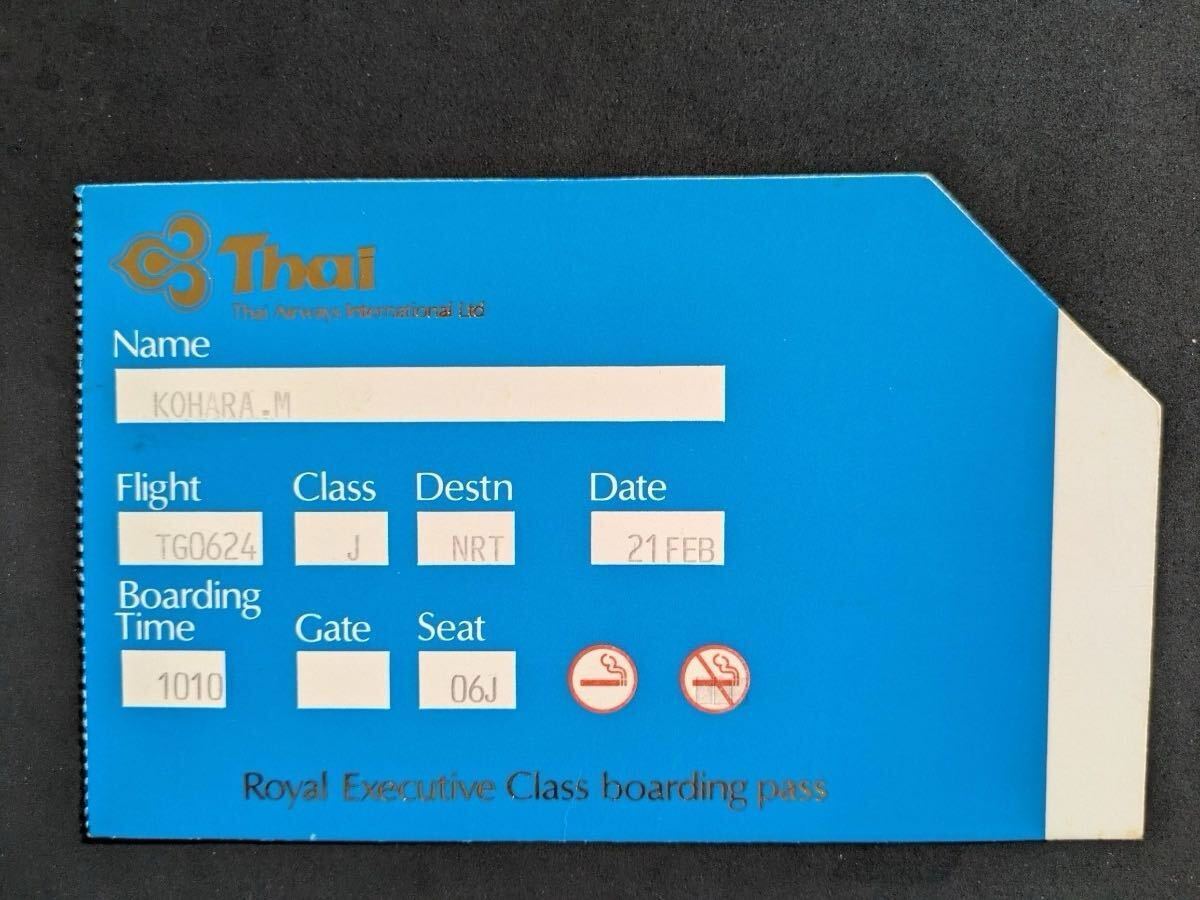 Thai
Thai Airways International Ltd
Name
KOHARA.M
Flight Class Destn Date
TG0624 J NRT 21FEB
Boarding
Time Gate Seat
1010 06J
Royal Executive Class boarding pass